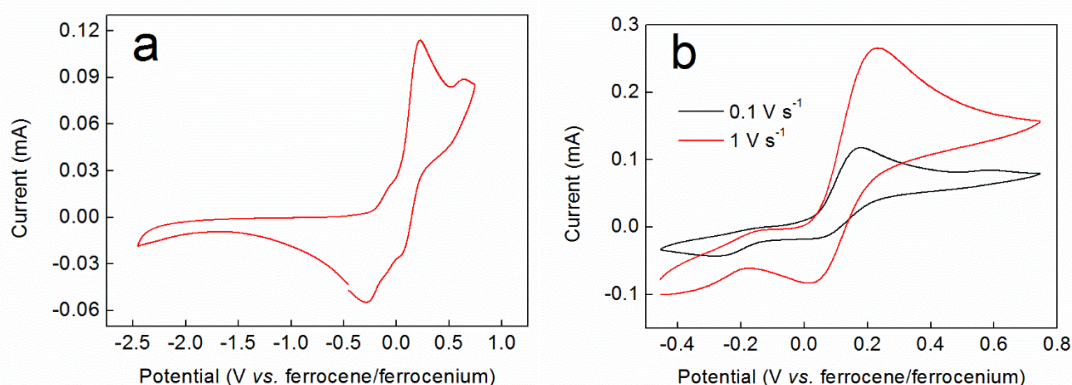 a
0.12
0.09
0.06
0.03
0.00
-0.03
-0.06
Current (mA)
-2.5 -2.0 -1.5 -1.0 -0.5 0.0 0.5 1.0
Potential (V vs. ferrocene/ferrocenium)
b
0.3
0.2
0.1
0.0
-0.1
Current (mA)
0.1 V s⁻¹
1 V s⁻¹
-0.4 -0.2 0.0 0.2 0.4 0.6 0.8
Potential (V vs. ferrocene/ferrocenium)